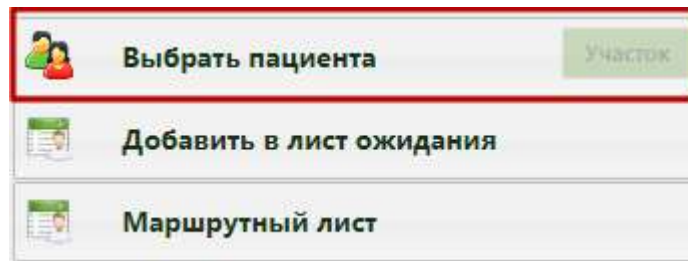 Выбрать пациента Участок
Добавить в лист ожидания
Маршрутный лист